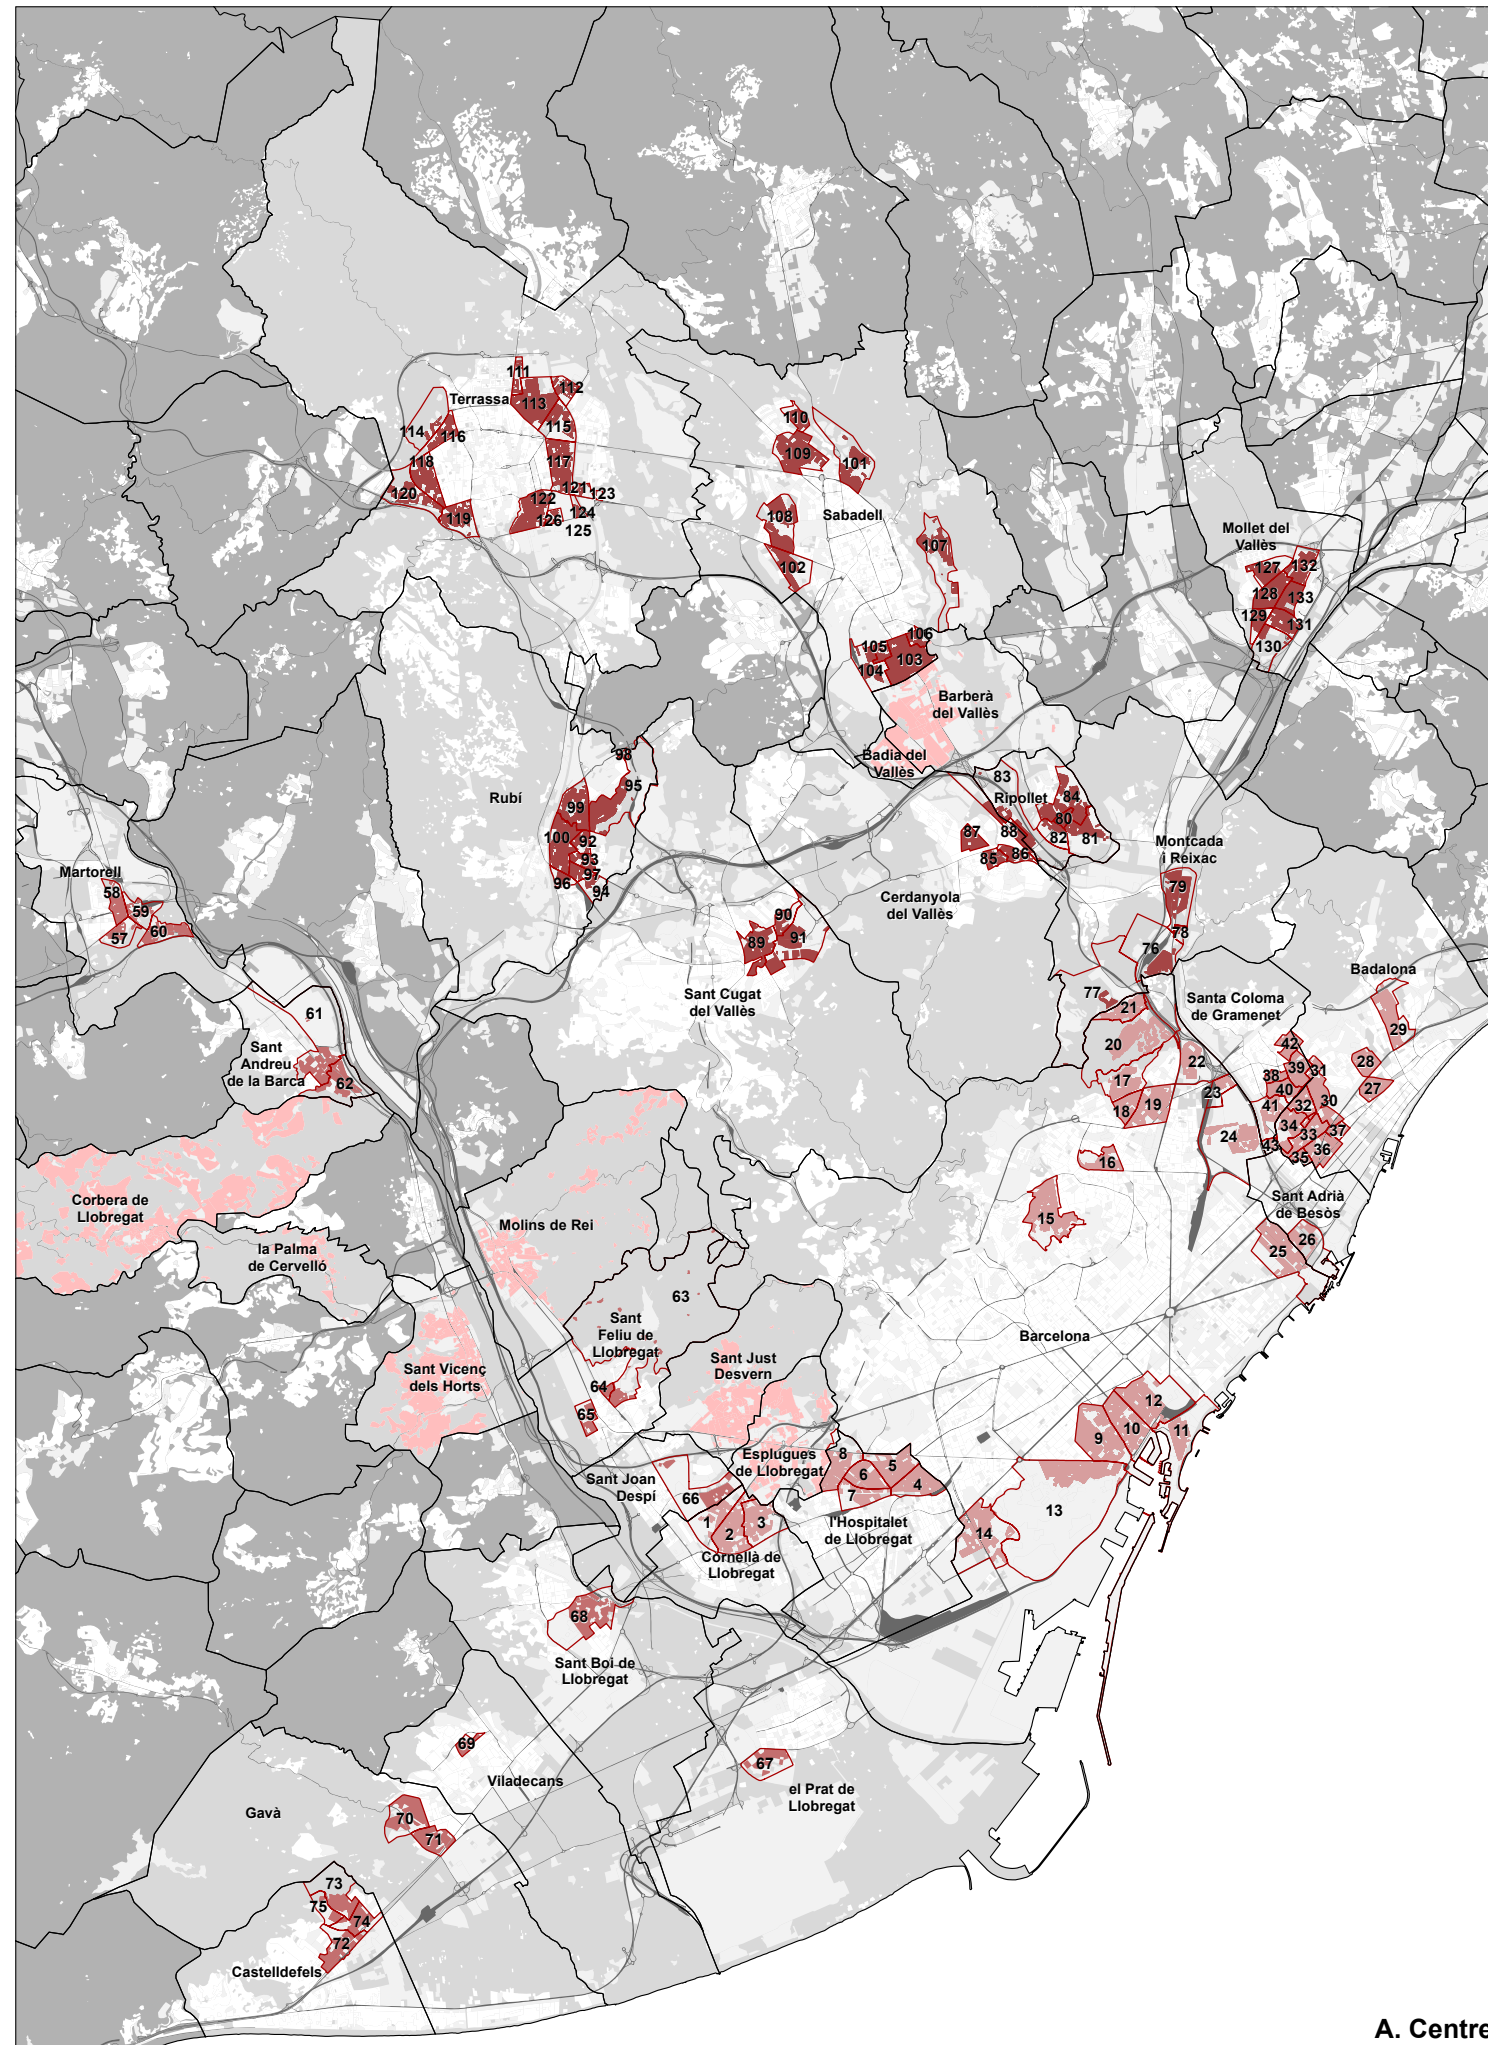 111
112
Terrassa
113
110
114
116
115
109
101
118
117
120
121
123
122
124
119
126
125
108
Sabadell
107
102
Mollet del
Vallès
127
132
128
133
129
131
130
106
105
103
104
Barberà
del Vallès
Badia del
Vallès
98
95
83
Rubí
99
Ripollet
84
100
92
80
87
88
82
81
93
85
86
Montcada
i Reixac
97
96
94
Martorell
58
59
57
60
79
Cerdanyola
del Vallès
90
89
91
78
76
Sant Cugat
del Vallès
77
21
Badalona
Santa Coloma
de Gramenet
61
29
Sant
Andreu
de la Barca
62
20
42
22
28
39
31
38
17
27
23
40
30
18
19
41
32
24
34
33
37
43
36
35
16
Corbera de
Llobregat
Sant Adrià
de Besòs
15
Molins de Rei
26
25
la Palma
de Cervelló
63
Sant
Feliu de
Llobregat
Barcelona
Sant Just
Desvern
Sant Vicenç
dels Horts
64
65
12
11
10
9
Esplugues
de Llobregat
8
5
6
4
7
Sant Joan
Despí
66
13
1
2
3
l'Hospitalet
de Llobregat
14
Cornellà de
Llobregat
68
Sant Boi de
Llobregat
69
67
Viladecans
el Prat de
Llobregat
Gavà
70
71
73
75
74
72
Castelldefels
A. Centre